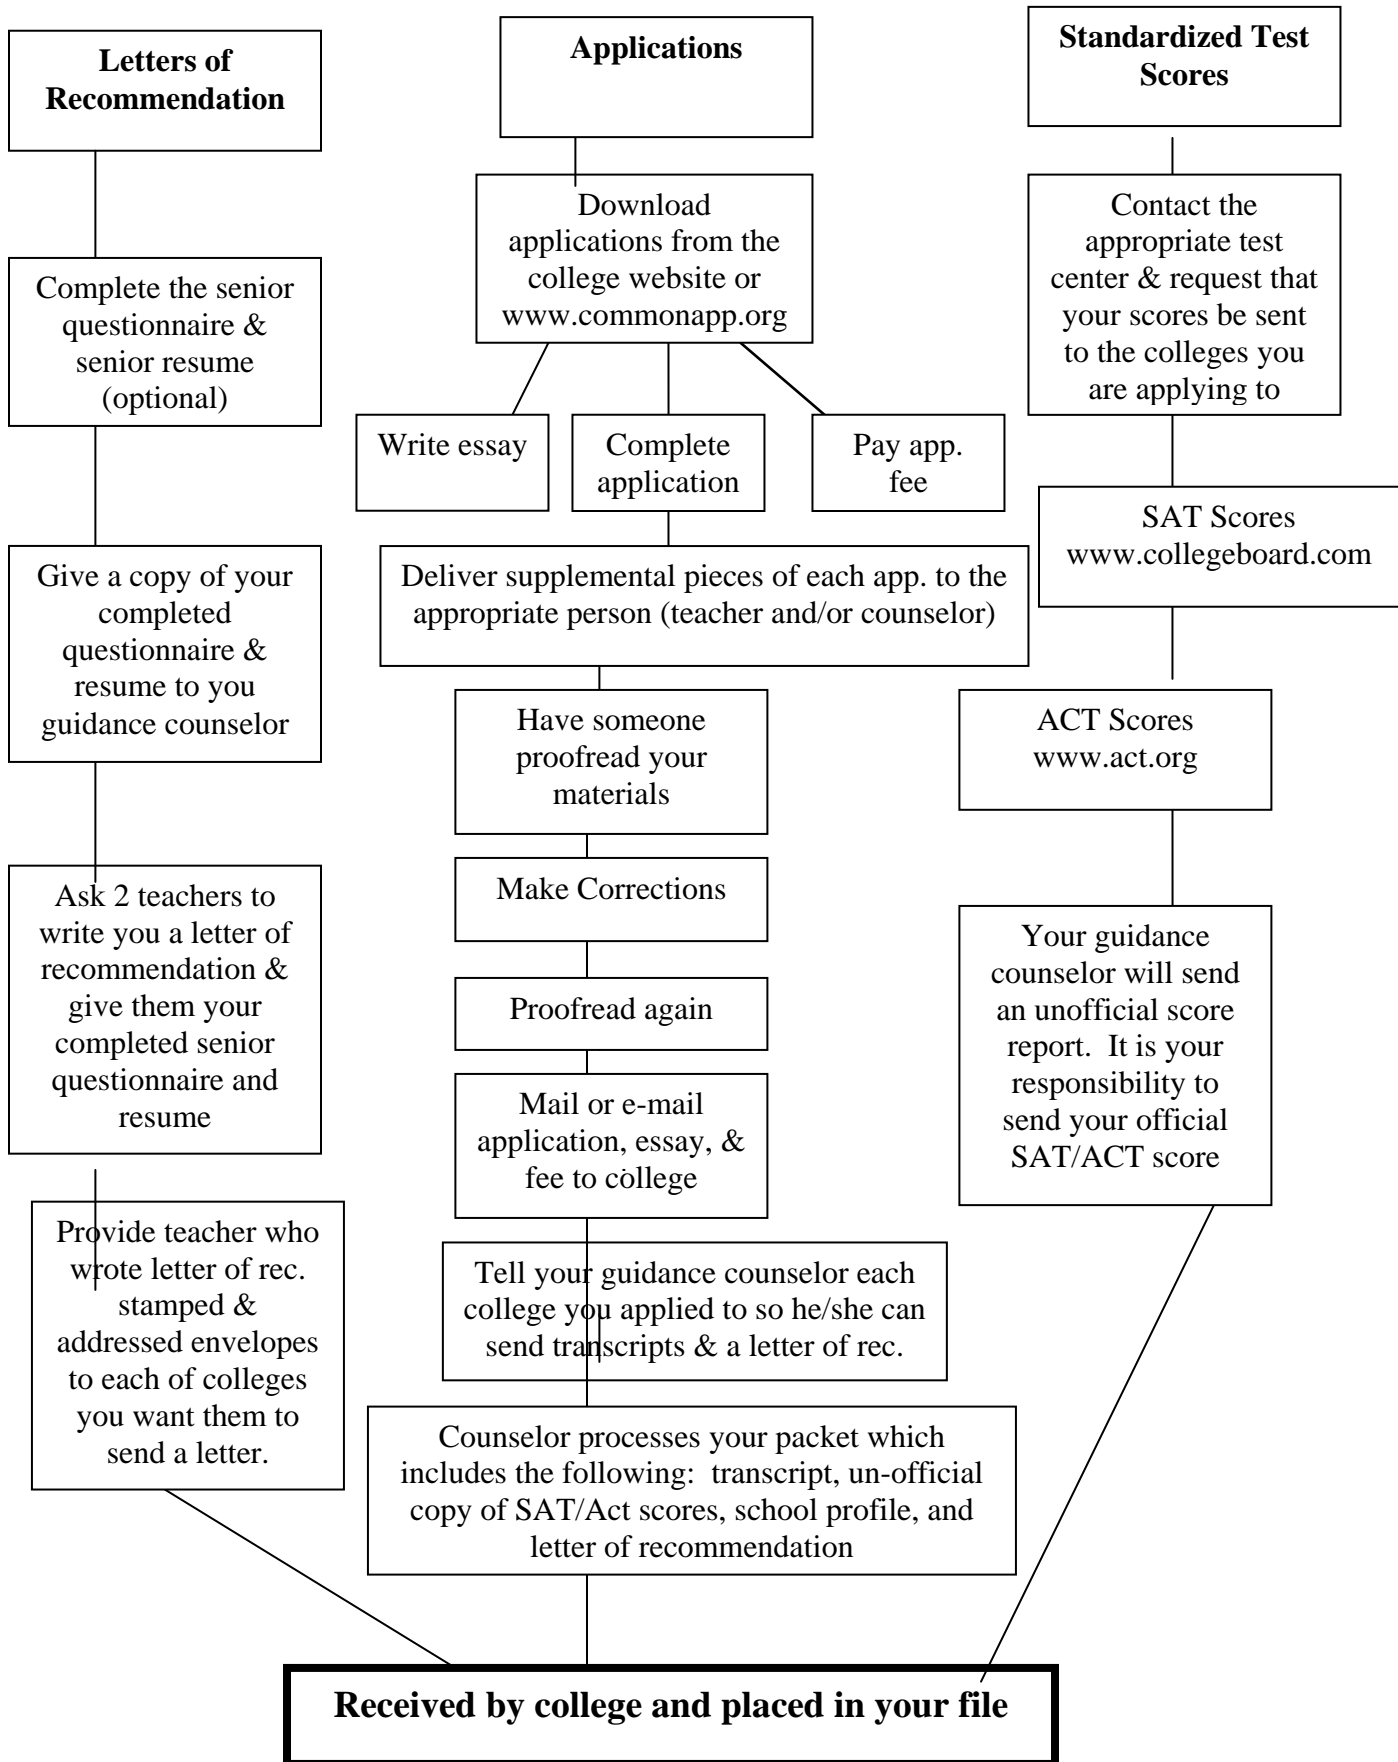 Letters of
Recommendation
Complete the senior
questionnaire &
senior resume
(optional)
Give a copy of your
completed
questionnaire &
resume to you
guidance counselor
Ask 2 teachers to
write you a letter of
recommendation &
give them your
completed senior
questionnaire and
resume
Provide teacher who
wrote letter of rec.
stamped &
addressed envelopes
to each of colleges
you want them to
send a letter.
Applications
Download
applications from the
college website or
www.commonapp.org
Write essay
Complete
application
Pay app.
fee
Deliver supplemental pieces of each app. to the
appropriate person (teacher and/or counselor)
Have someone
proofread your
materials
Make Corrections
Proofread again
Mail or e-mail
application, essay, &
fee to college
Tell your guidance counselor each
college you applied to so he/she can
send transcripts & a letter of rec.
Counselor processes your packet which
includes the following:  transcript, un-official
copy of SAT/Act scores, school profile, and
letter of recommendation
Standardized Test
Scores
Contact the
appropriate test
center & request that
your scores be sent
to the colleges you
are applying to
SAT Scores
www.collegeboard.com
ACT Scores
www.act.org
Your guidance
counselor will send
an unofficial score
report.  It is your
responsibility to
send your official
SAT/ACT score
Received by college and placed in your file